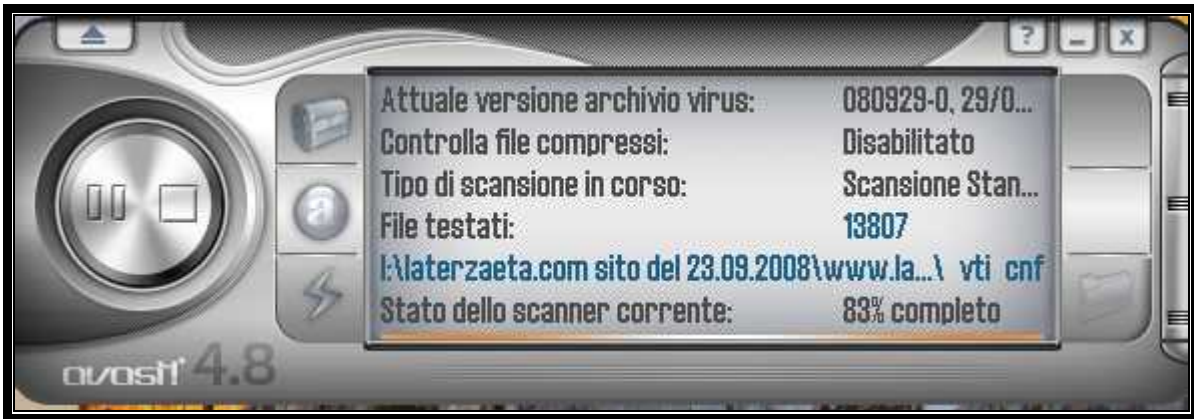 ?
_
x
Attuale versione archivio virus: 080929-0, 29/0...
Controlla file compressi: Disabilitato
Tipo di scansione in corso: Scansione Stan...
File testati: 13807
I:\laterzaeta.com sito del 23.09.2008\www.la...\ vti cnf
Stato dello scanner corrente: 83% completo
a
avast! 4.8